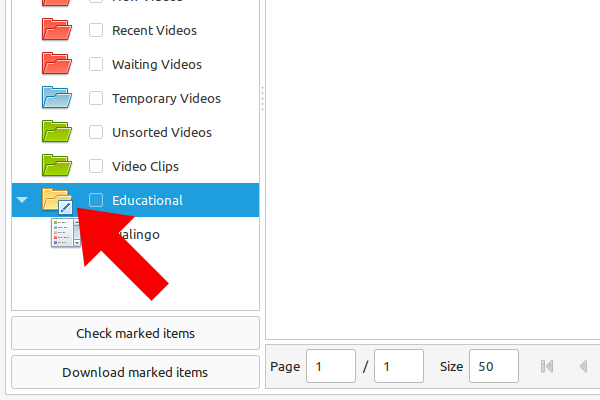 Recent Videos
Waiting Videos
Temporary Videos
Unsorted Videos
Video Clips
Educational
alingo
Check marked items
Download marked items
Page 1 / 1 Size 50